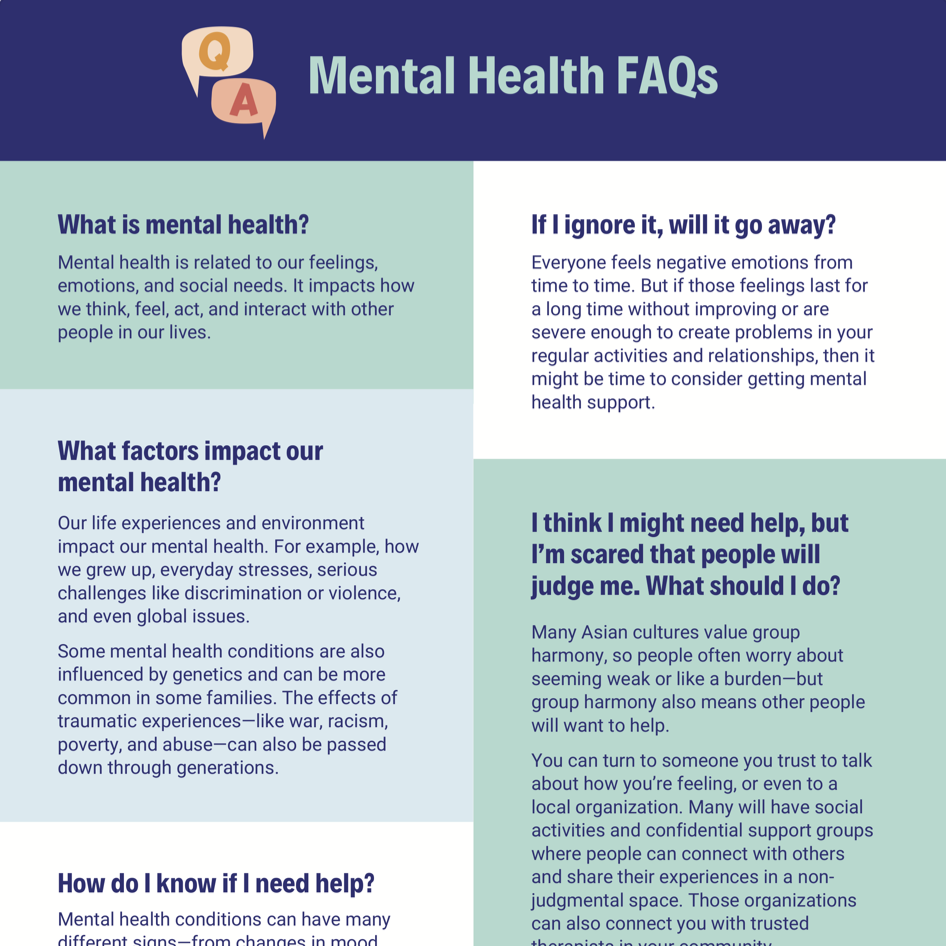 Q
A
Mental Health FAQs
What is mental health?
Mental health is related to our feelings,
emotions, and social needs. It impacts how
we think, feel, act, and interact with other
people in our lives.
What factors impact our
mental health?
Our life experiences and environment
impact our mental health. For example, how
we grew up, everyday stresses, serious
challenges like discrimination or violence,
and even global issues.
Some mental health conditions are also
influenced by genetics and can be more
common in some families. The effects of
traumatic experiences—like war, racism,
poverty, and abuse—can also be passed
down through generations.
How do I know if I need help?
Mental health conditions can have many
different signs—from changes in mood
If I ignore it, will it go away?
Everyone feels negative emotions from
time to time. But if those feelings last for
a long time without improving or are
severe enough to create problems in your
regular activities and relationships, then it
might be time to consider getting mental
health support.
I think I might need help, but
I'm scared that people will
judge me. What should I do?
Many Asian cultures value group
harmony, so people often worry about
seeming weak or like a burden—but
group harmony also means other people
will want to help.
You can turn to someone you trust to talk
about how you're feeling, or even to a
local organization. Many will have social
activities and confidential support groups
where people can connect with others
and share their experiences in a non-
judgmental space. Those organizations
can also connect you with trusted
therapists in your community.